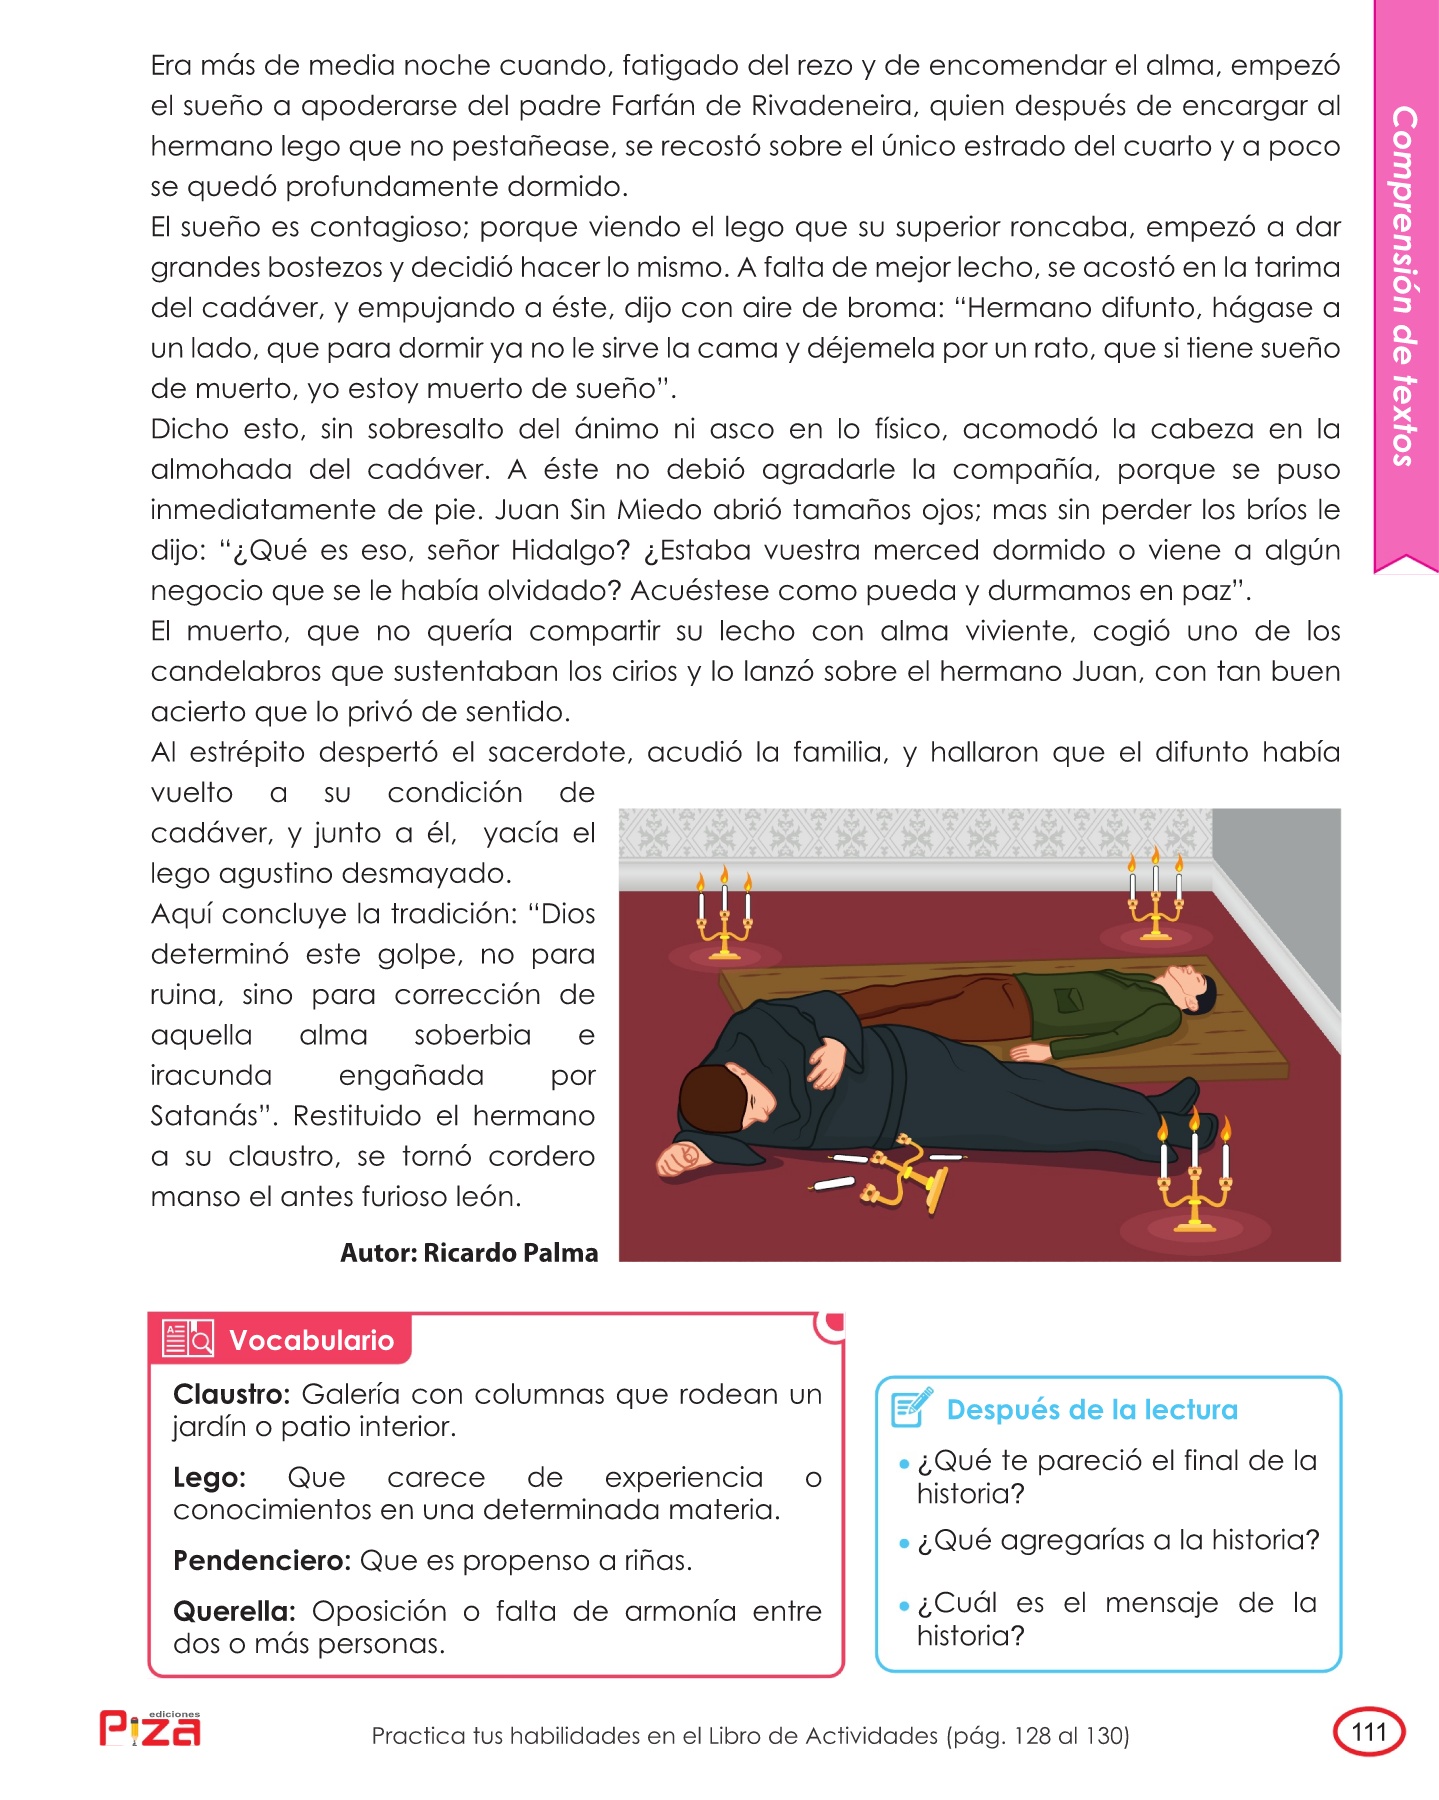 Era más de media noche cuando, fatigado del rezo y de encomendar el alma, empezó
el sueño a apoderarse del padre Farfán de Rivadeneira, quien después de encargar al
hermano lego que no pestañease, se recostó sobre el único estrado del cuarto y a poco
se quedó profundamente dormido.
El sueño es contagioso; porque viendo el lego que su superior roncaba, empezó a dar
grandes bostezos y decidió hacer lo mismo. A falta de mejor lecho, se acostó en la tarima
del cadáver, y empujando a éste, dijo con aire de broma: “Hermano difunto, hágase a
un lado, que para dormir ya no le sirve la cama y déjemela por un rato, que si tiene sueño
de muerto, yo estoy muerto de sueño”.
Dicho esto, sin sobresalto del ánimo ni asco en lo físico, acomodó la cabeza en la
almohada del cadáver. A éste no debió agradarle la compañía, porque se puso
inmediatamente de pie. Juan Sin Miedo abrió tamaños ojos; mas sin perder los bríos le
dijo: “¿Qué es eso, señor Hidalgo? ¿Estaba vuestra merced dormido o viene a algún
negocio que se le había olvidado? Acuéstese como pueda y durmamos en paz”.
El muerto, que no quería compartir su lecho con alma viviente, cogió uno de los
candelabros que sustentaban los cirios y lo lanzó sobre el hermano Juan, con tan buen
acierto que lo privó de sentido.
Al estrépito despertó el sacerdote, acudió la familia, y hallaron que el difunto había
vuelto a su condición de
cadáver, y junto a él, yacía el
lego agustino desmayado.
Aquí concluye la tradición: “Dios
determinó este golpe, no para
ruina, sino para corrección de
aquella alma soberbia e
iracunda engañada por
Satanás”. Restituido el hermano
a su claustro, se tornó cordero
manso el antes furioso león.
Autor: Ricardo Palma
Comprensión de textos
Vocabulario
Claustro: Galería con columnas que rodean un
jardín o patio interior.
Lego: Que carece de experiencia o
conocimientos en una determinada materia.
Pendenciero: Que es propenso a riñas.
Querella: Oposición o falta de armonía entre
dos o más personas.
Después de la lectura
• ¿Qué te pareció el final de la
historia?
• ¿Qué agregarías a la historia?
• ¿Cuál es el mensaje de la
historia?
ediciones
Piza
Practica tus habilidades en el Libro de Actividades (pág. 128 al 130)
111